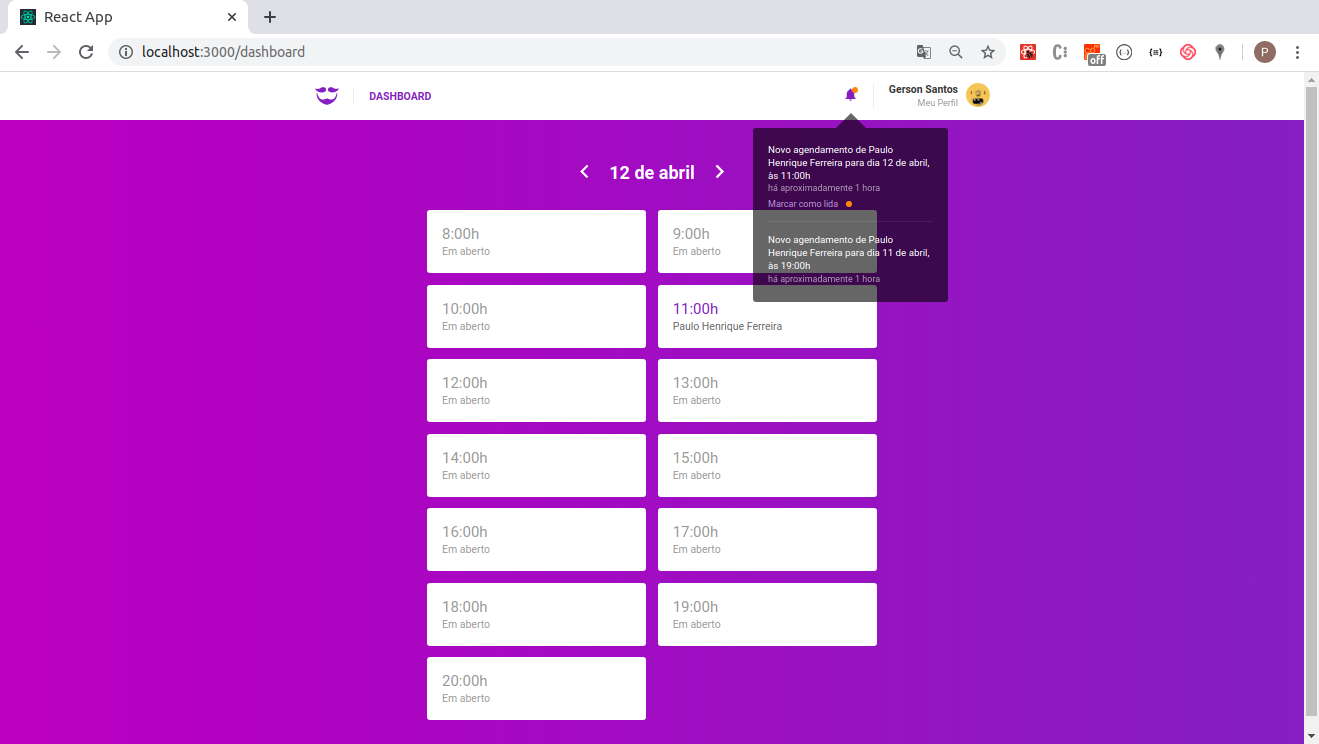 React App
localhost:3000/dashboard
off
P
DASHBOARD
Gerson Santos
Meu Perfil
12 de abril
Novo agendamento de Paulo
Henrique Ferreira para dia 12 de abril,
às 11:00h
há aproximadamente 1 hora
Marcar como lida
Novo agendamento de Paulo
Henrique Ferreira para dia 11 de abril,
às 19:00h
há aproximadamente 1 hora
8:00h
Em aberto
9:00h
Em aberto
10:00h
Em aberto
11:00h
Paulo Henrique Ferreira
12:00h
Em aberto
13:00h
Em aberto
14:00h
Em aberto
15:00h
Em aberto
16:00h
Em aberto
17:00h
Em aberto
18:00h
Em aberto
19:00h
Em aberto
20:00h
Em aberto